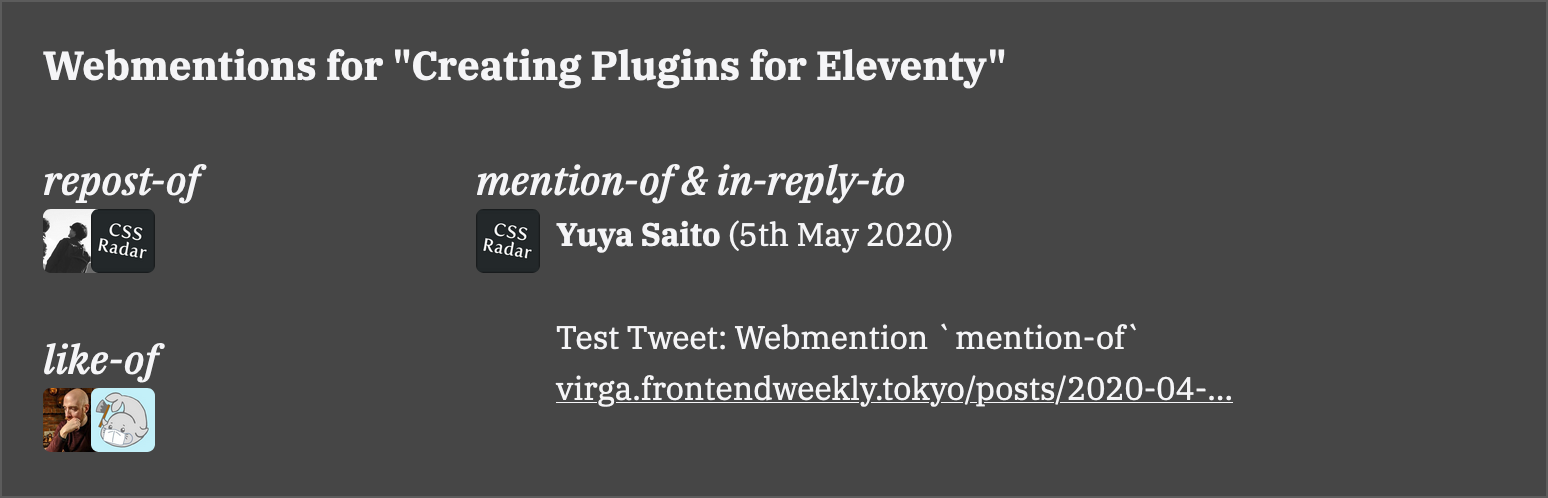 Webmentions for "Creating Plugins for Eleventy"
repost-of
CSS
Radar
like-of
mention-of & in-reply-to
CSS
Radar
Yuya Saito (5th May 2020)
Test Tweet: Webmention `mention-of`
virga.frontendweekly.tokyo/posts/2020-04-…